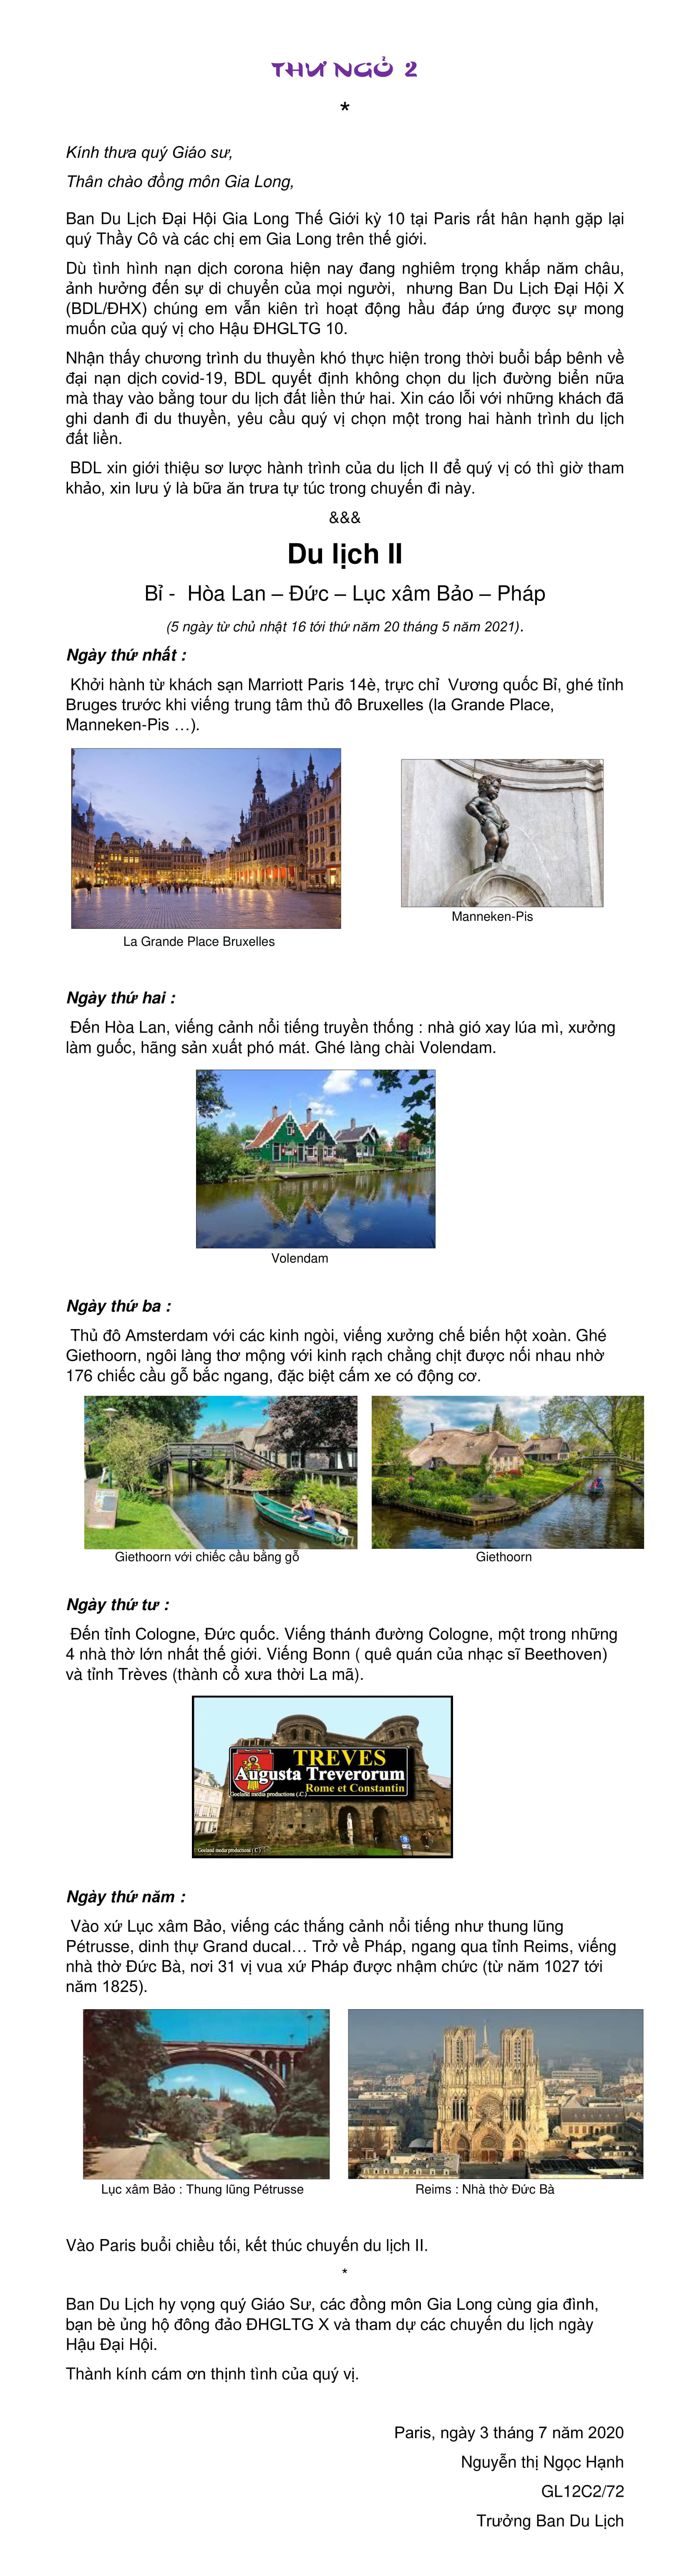 THƯ NGỎ 2
*
Kính thưa quý Giáo sư,
Thân chào đồng môn Gia Long,
Ban Du Lịch Đại Hội Gia Long Thế Giới kỳ 10 tại Paris rất hân hạnh gặp lại
quý Thầy Cô và các chị em Gia Long trên thế giới.
Dù tình hình nạn dịch corona hiện nay đang nghiêm trọng khắp năm châu,
ảnh hưởng đến sự di chuyển của mọi người, nhưng Ban Du Lịch Đại Hội X
(BDL/ĐHX) chúng em vẫn kiên trì hoạt động hầu đáp ứng được sự mong
muốn của quý vị cho Hậu ĐHGLTG 10.
Nhận thấy chương trình du thuyền khó thực hiện trong thời buổi bấp bênh về
đại nạn dịch covid-19, BDL quyết định không chọn du lịch đường biển nữa
mà thay vào bằng tour du lịch đất liền thứ hai. Xin cáo lỗi với những khách đã
ghi danh đi du thuyền, yêu cầu quý vị chọn một trong hai hành trình du lịch
đất liền.
BDL xin giới thiệu sơ lược hành trình của du lịch II để quý vị có thì giờ tham
khảo, xin lưu ý là bữa ăn trưa tự túc trong chuyến đi này.
&&&
Du lịch II
Bỉ - Hòa Lan – Đức – Lục xâm Bảo – Pháp
(5 ngày từ chủ nhật 16 tới thứ năm 20 tháng 5 năm 2021).
Ngày thứ nhất :
Khởi hành từ khách sạn Marriott Paris 14è, trực chỉ Vương quốc Bỉ, ghé tỉnh
Bruges trước khi viếng trung tâm thủ đô Bruxelles (la Grande Place,
Manneken-Pis …).
Manneken-Pis
La Grande Place Bruxelles
Ngày thứ hai :
Đến Hòa Lan, viếng cảnh nổi tiếng truyền thống : nhà gió xay lúa mì, xưởng
làm guốc, hãng sản xuất phó mát. Ghé làng chài Volendam.
Volendam
Ngày thứ ba :
Thủ đô Amsterdam với các kinh ngòi, viếng xưởng chế biến hột xoàn. Ghé
Giethoorn, ngôi làng thơ mộng với kinh rạch chằng chịt được nối nhau nhờ
176 chiếc cầu gỗ bắc ngang, đặc biệt cấm xe có động cơ.
Giethoorn với chiếc cầu bằng gỗ
Giethoorn
Ngày thứ tư :
Đến tỉnh Cologne, Đức quốc. Viếng thánh đường Cologne, một trong những
4 nhà thờ lớn nhất thế giới. Viếng Bonn ( quê quán của nhạc sĩ Beethoven)
và tỉnh Trèves (thành cổ xưa thời La mã).
TREVES
Augusta Treverorum
Rome et Constantin
Goeland media productions ( C )
Goeland media productions ( C )
Ngày thứ năm :
Vào xứ Lục xâm Bảo, viếng các thắng cảnh nổi tiếng như thung lũng
Pétrusse, dinh thự Grand ducal… Trở về Pháp, ngang qua tỉnh Reims, viếng
nhà thờ Đức Bà, nơi 31 vị vua xứ Pháp được nhậm chức (từ năm 1027 tới
năm 1825).
Lục xâm Bảo : Thung lũng Pétrusse
Reims : Nhà thờ Đức Bà
Vào Paris buổi chiều tối, kết thúc chuyến du lịch II.
*
Ban Du Lịch hy vọng quý Giáo Sư, các đồng môn Gia Long cùng gia đình,
bạn bè ủng hộ đông đảo ĐHGLTG X và tham dự các chuyến du lịch ngày
Hậu Đại Hội.
Thành kính cám ơn thịnh tình của quý vị.
Paris, ngày 3 tháng 7 năm 2020
Nguyễn thị Ngọc Hạnh
GL12C2/72
Trưởng Ban Du Lịch